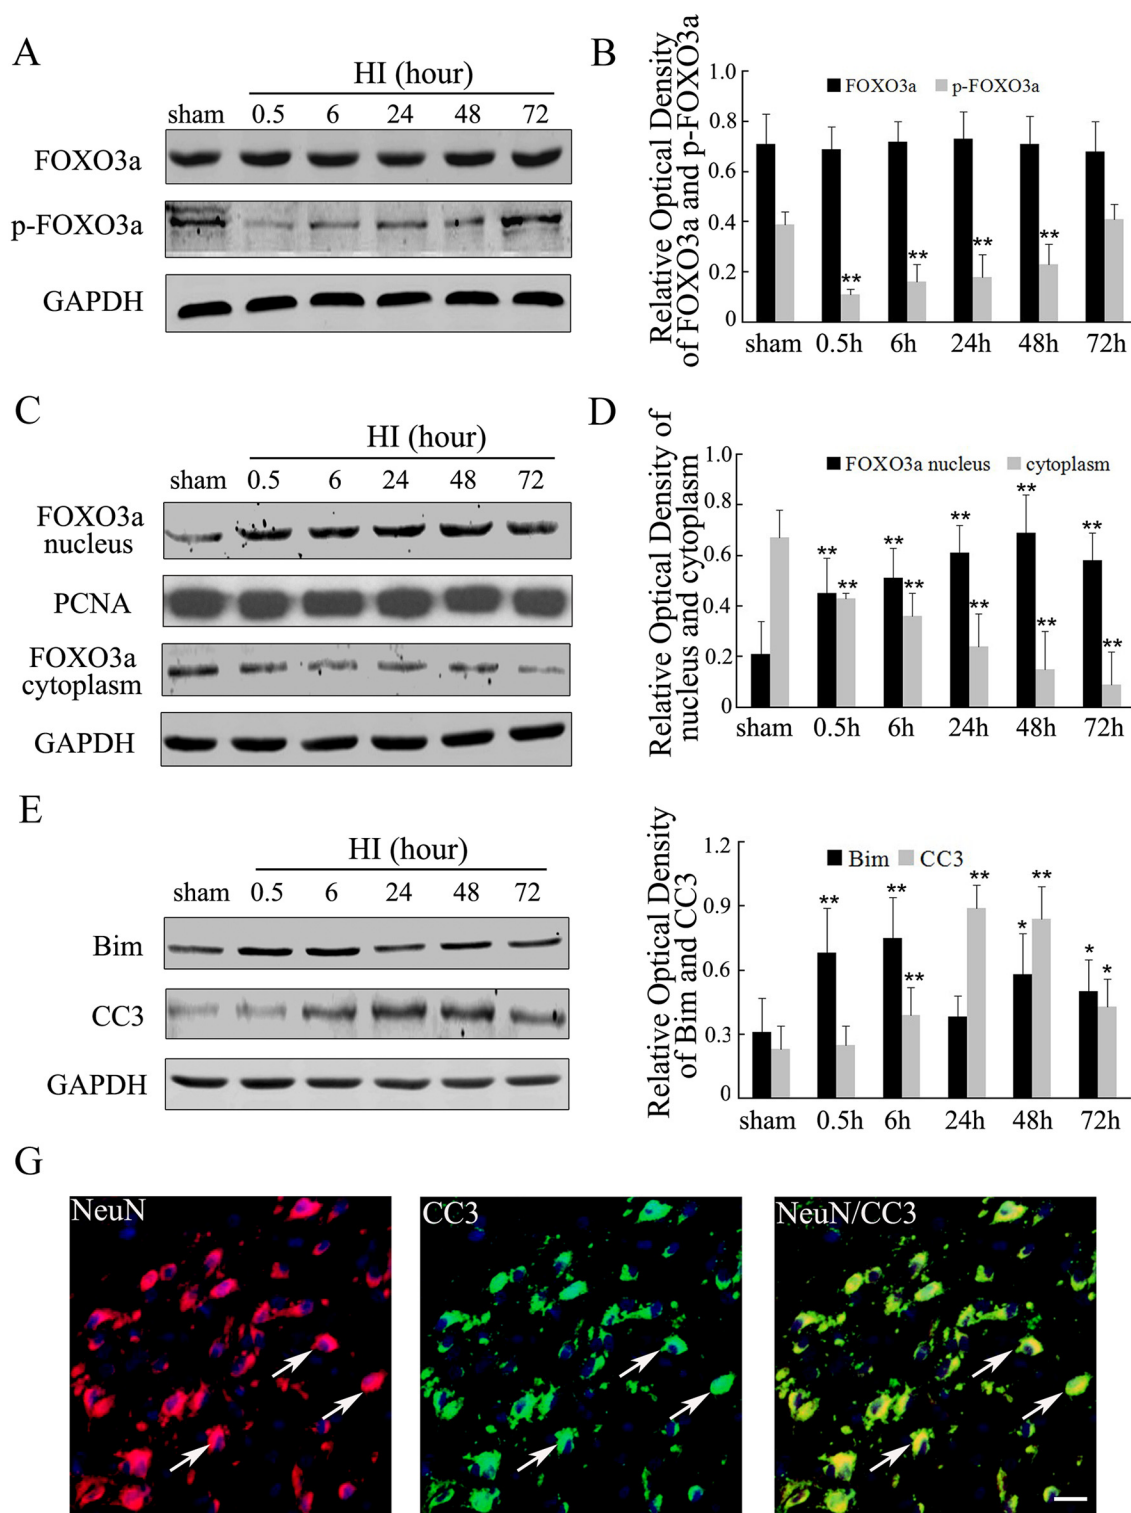 A
HI (hour)
sham 0.5 6 24 48 72
FOXO3a
p-FOXO3a
GAPDH
B
Relative Optical Density
of FOXO3a and p-FOXO3a
1.0
0.8
0.6
0.4
0.2
0
FOXO3a p-FOXO3a
** ** ** **
sham 0.5h 6h 24h 48h 72h
C
HI (hour)
sham 0.5 6 24 48 72
FOXO3a
nucleus
PCNA
FOXO3a
cytoplasm
GAPDH
D
Relative Optical Density of
nucleus and cytoplasm
1.0
0.8
0.6
0.4
0.2
0
FOXO3a nucleus cytoplasm
** ** ** ** ** ** ** ** ** **
sham 0.5h 6h 24h 48h 72h
E
HI (hour)
sham 0.5 6 24 48 72
Bim
CC3
GAPDH
Relative Optical Density
of Bim and CC3
1.2
0.9
0.6
0.3
0
Bim CC3
** ** ** ** * ** * *
sham 0.5h 6h 24h 48h 72h
G
NeuN
CC3
NeuN/CC3